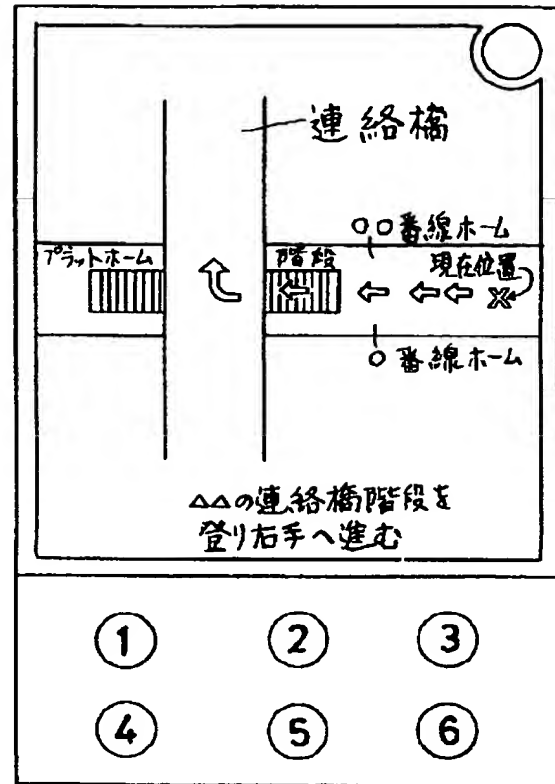 連絡橋
○○番線ホーム
プラットホーム
階段
現在位置
○番線ホーム
△△の連絡橋階段を
登り右手へ進む
1 2 3
4 5 6